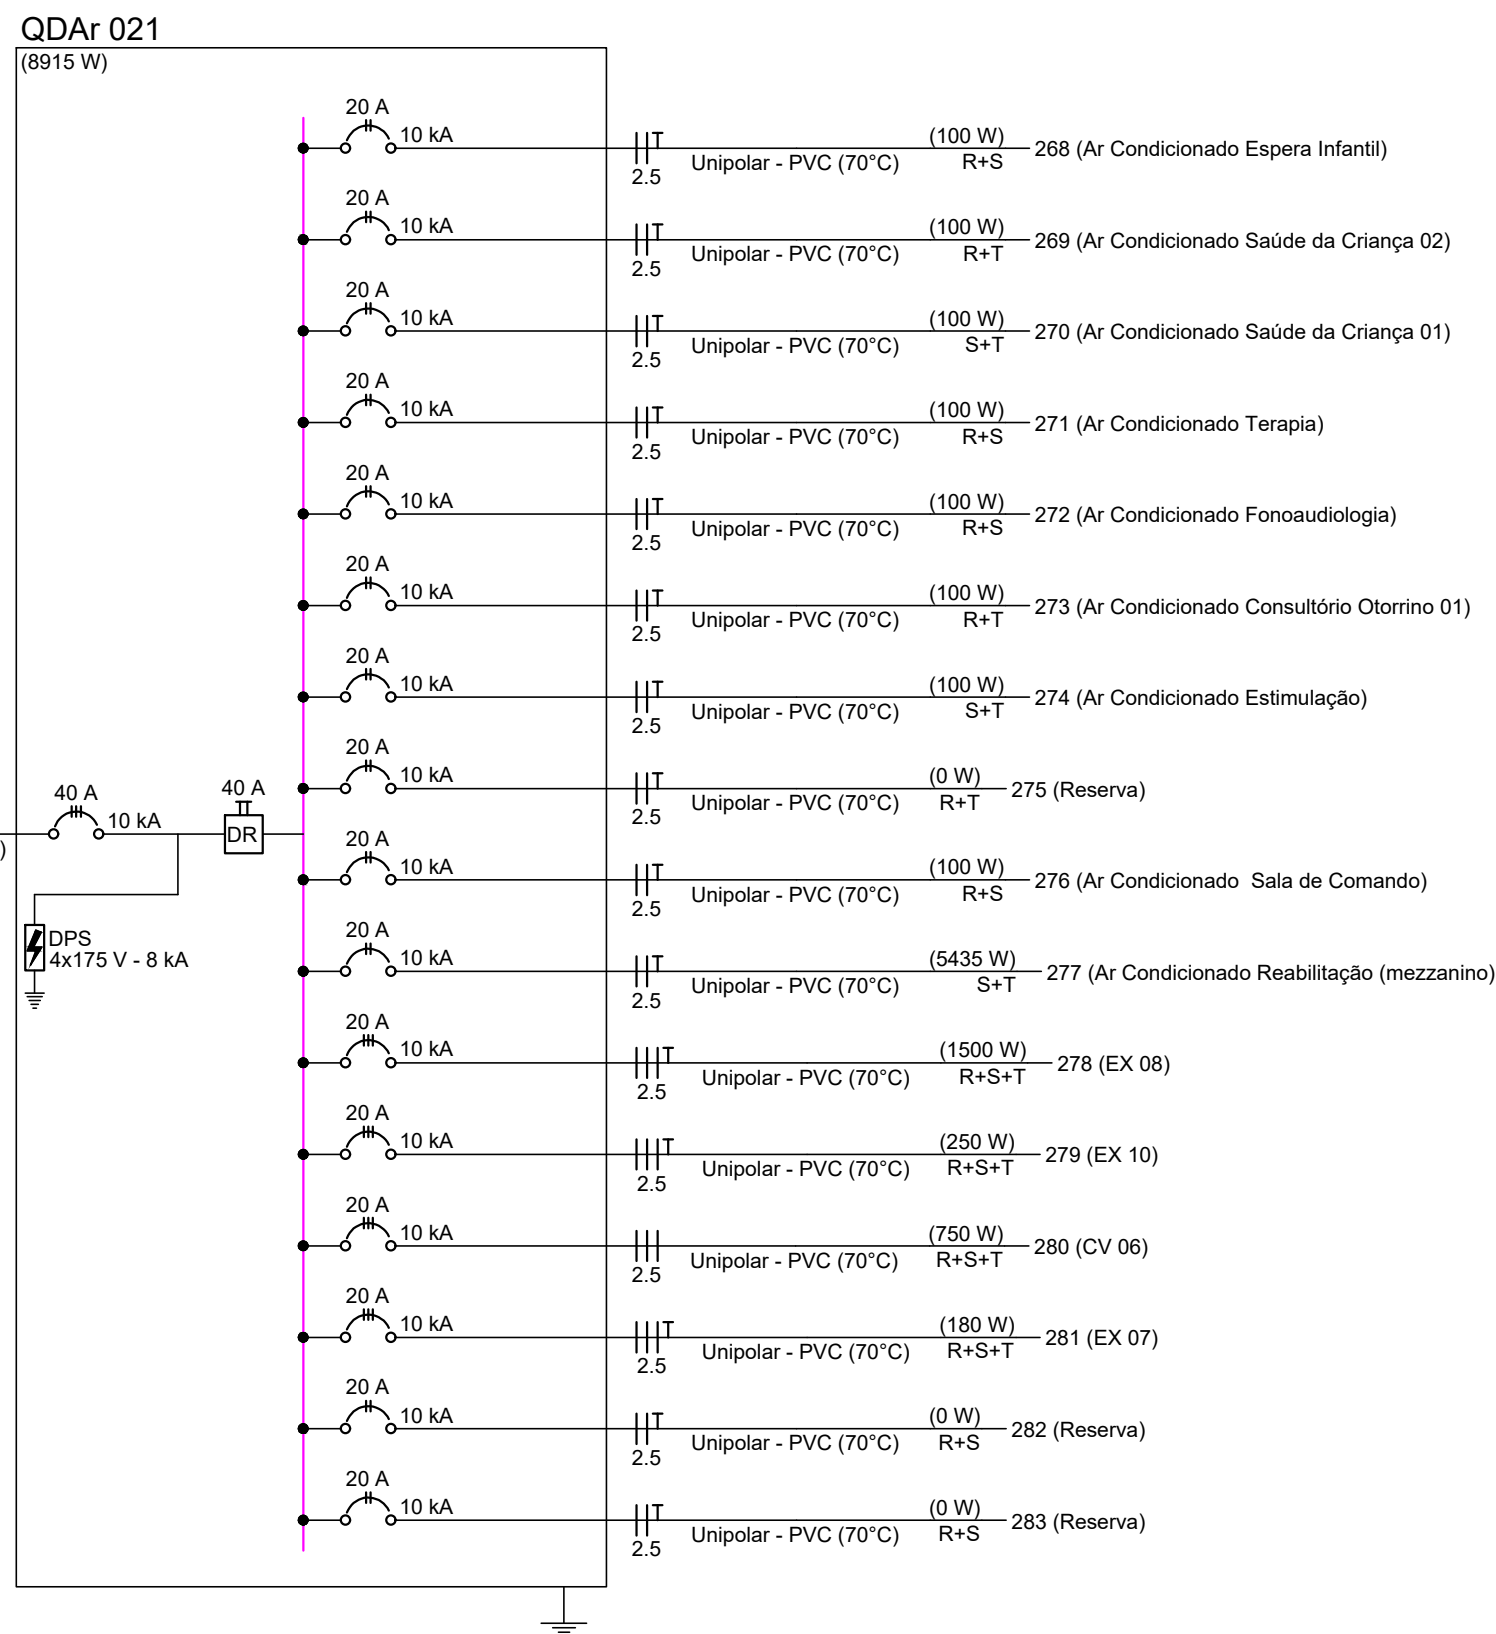 QDAr 021
(8915 W)
20 A
10 kA
2.5
Unipolar - PVC (70°C)
(100 W)
R+S
268 (Ar Condicionado Espera Infantil)
20 A
10 kA
2.5
Unipolar - PVC (70°C)
(100 W)
R+T
269 (Ar Condicionado Saúde da Criança 02)
20 A
10 kA
2.5
Unipolar - PVC (70°C)
(100 W)
S+T
270 (Ar Condicionado Saúde da Criança 01)
20 A
10 kA
2.5
Unipolar - PVC (70°C)
(100 W)
R+S
271 (Ar Condicionado Terapia)
20 A
10 kA
2.5
Unipolar - PVC (70°C)
(100 W)
R+S
272 (Ar Condicionado Fonoaudiologia)
20 A
10 kA
2.5
Unipolar - PVC (70°C)
(100 W)
R+T
273 (Ar Condicionado Consultório Otorrino 01)
20 A
10 kA
2.5
Unipolar - PVC (70°C)
(100 W)
S+T
274 (Ar Condicionado Estimulação)
20 A
10 kA
2.5
Unipolar - PVC (70°C)
(0 W)
R+T
275 (Reserva)
)
40 A
10 kA
40 A
DR
DPS
4x175 V - 8 kA
20 A
10 kA
2.5
Unipolar - PVC (70°C)
(100 W)
R+S
276 (Ar Condicionado  Sala de Comando)
20 A
10 kA
2.5
Unipolar - PVC (70°C)
(5435 W)
S+T
277 (Ar Condicionado Reabilitação (mezzanino)
20 A
10 kA
2.5
Unipolar - PVC (70°C)
(1500 W)
R+S+T
278 (EX 08)
20 A
10 kA
2.5
Unipolar - PVC (70°C)
(250 W)
R+S+T
279 (EX 10)
20 A
10 kA
2.5
Unipolar - PVC (70°C)
(750 W)
R+S+T
280 (CV 06)
20 A
10 kA
2.5
Unipolar - PVC (70°C)
(180 W)
R+S+T
281 (EX 07)
20 A
10 kA
2.5
Unipolar - PVC (70°C)
(0 W)
R+S
282 (Reserva)
20 A
10 kA
2.5
Unipolar - PVC (70°C)
(0 W)
R+S
283 (Reserva)